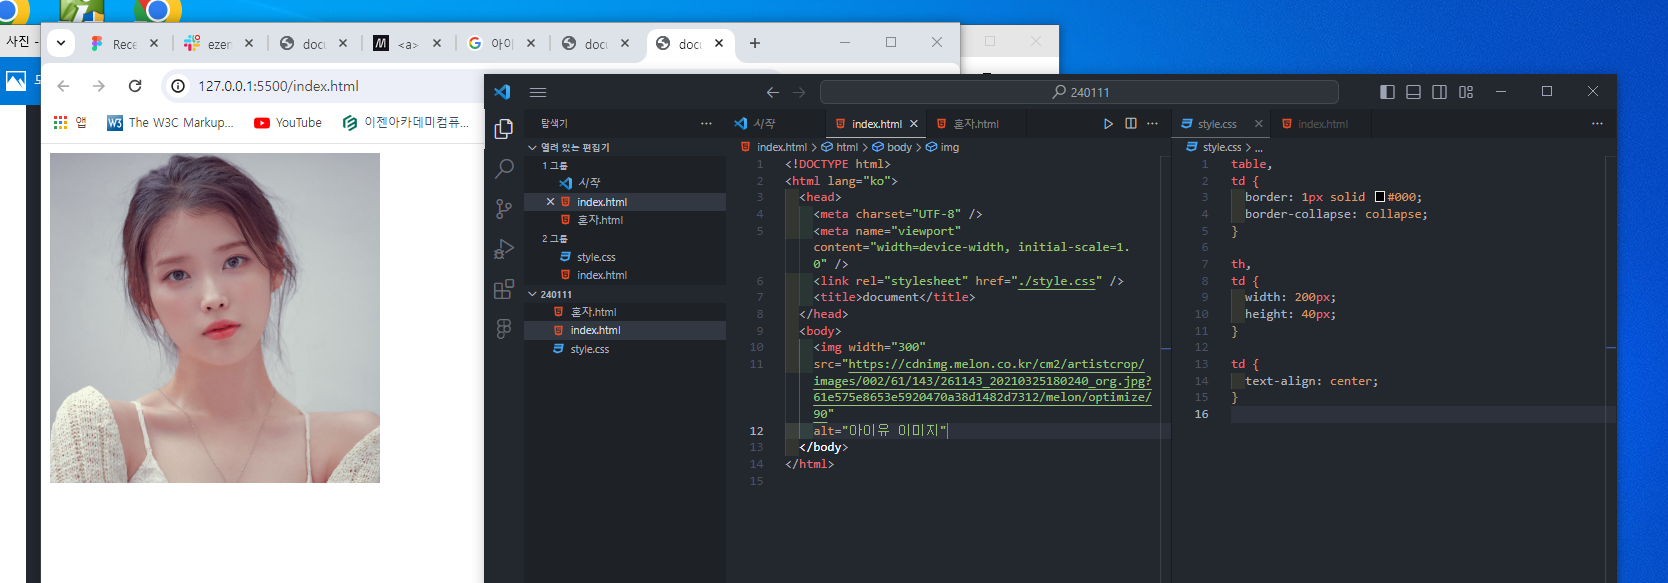 사진 -
Rece
ezen
docu
<a>
아이
docu
docu
127.0.0.1:5500/index.html
앱
The W3C Markup...
YouTube
이젠아카데미컴퓨...
240111
탐색기
시작
index.html
혼자.html
style.css
index.html
열려 있는 편집기
1 그룹
시작
index.html
혼자.html
2 그룹
style.css
index.html
240111
혼자.html
index.html
style.css
index.html > html > body > img
1 <!DOCTYPE html>
2 <html lang="ko">
3 <head>
4 <meta charset="UTF-8" />
5 <meta name="viewport"
content="width=device-width, initial-scale=1.
0" />
6 <link rel="stylesheet" href="./style.css" />
7 <title>document</title>
8 </head>
9 <body>
10 <img width="300"
11 src="https://cdnimg.melon.co.kr/cm2/artistcrop/
images/002/61/143/261143_20210325180240_org.jpg?
61e575e8653e5920470a38d1482d7312/melon/optimize/
90"
12 alt="아이유 이미지"
13 </body>
14 </html>
15
style.css > ...
1 table,
2 td {
3 border: 1px solid #000;
4 border-collapse: collapse;
5 }
6
7 th,
8 td {
9 width: 200px;
10 height: 40px;
11 }
12
13 td {
14 text-align: center;
15 }
16